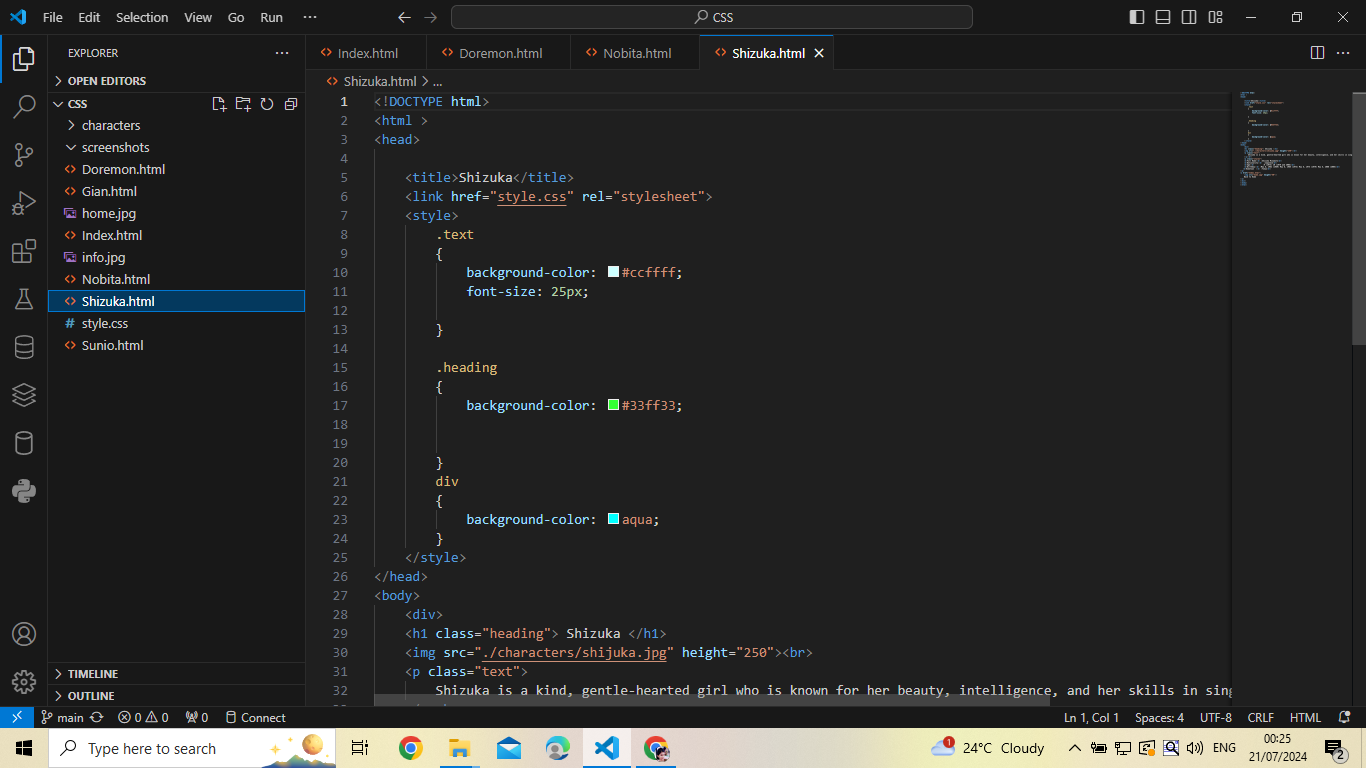 File Edit Selection View Go Run ···
CSS
EXPLORER ···
OPEN EDITORS
CSS
characters
screenshots
Doremon.html
Gian.html
home.jpg
Index.html
info.jpg
Nobita.html
Shizuka.html
# style.css
Sunio.html
TIMELINE
OUTLINE
Index.html Doremon.html Nobita.html Shizuka.html
Shizuka.html > ...
1 <!DOCTYPE html>
2 <html >
3 <head>
4
5 <title>Shizuka</title>
6 <link href="style.css" rel="stylesheet">
7 <style>
8 .text
9 {
10 background-color: #ccffff;
11 font-size: 25px;
12
13 }
14
15 .heading
16 {
17 background-color: #33ff33;
18
19
20 }
21 div
22 {
23 background-color: aqua;
24 }
25 </style>
26 </head>
27 <body>
28 <div>
29 <h1 class="heading"> Shizuka </h1>
30 <img src="./characters/shijuka.jpg" height="250"><br>
31 <p class="text">
32 Shizuka is a kind, gentle-hearted girl who is known for her beauty, intelligence, and her skills in sing
main 0 0 0 Connect Ln 1, Col 1 Spaces: 4 UTF-8 CRLF HTML
Type here to search 1 24°C Cloudy ENG 00:25
21/07/2024 2